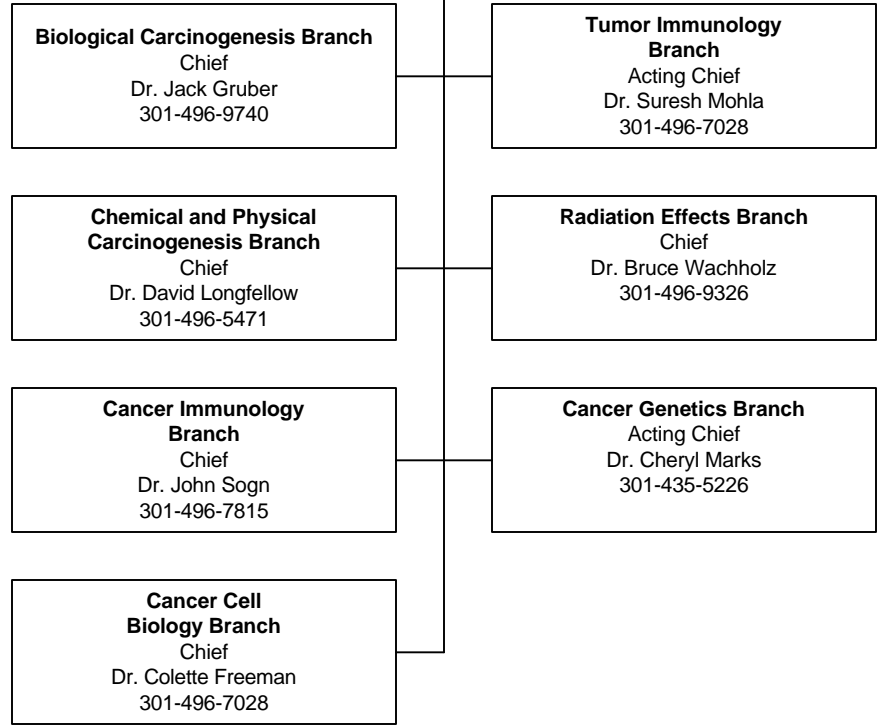 Biological Carcinogenesis Branch
Chief
Dr. Jack Gruber
301-496-9740
Tumor Immunology
Branch
Acting Chief
Dr. Suresh Mohla
301-496-7028
Chemical and Physical
Carcinogenesis Branch
Chief
Dr. David Longfellow
301-496-5471
Radiation Effects Branch
Chief
Dr. Bruce Wachholz
301-496-9326
Cancer Immunology
Branch
Chief
Dr. John Sogn
301-496-7815
Cancer Genetics Branch
Acting Chief
Dr. Cheryl Marks
301-435-5226
Cancer Cell
Biology Branch
Chief
Dr. Colette Freeman
301-496-7028